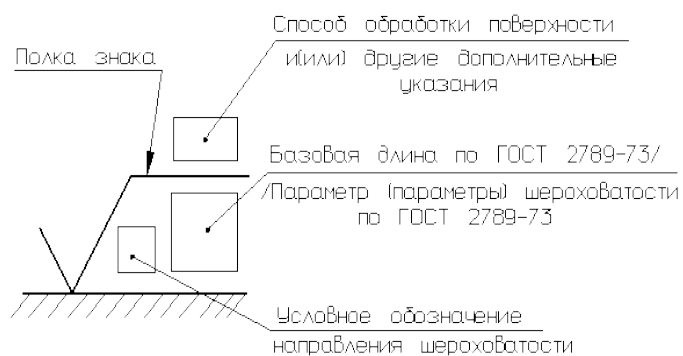 Способ обработки поверхности
и(или) другие дополнительные
указания
Полка знака
Базовая длина по ГОСТ 2789-73/
/Параметр (параметры) шероховатости
по ГОСТ 2789-73
Условное обозначение
направления шероховатости